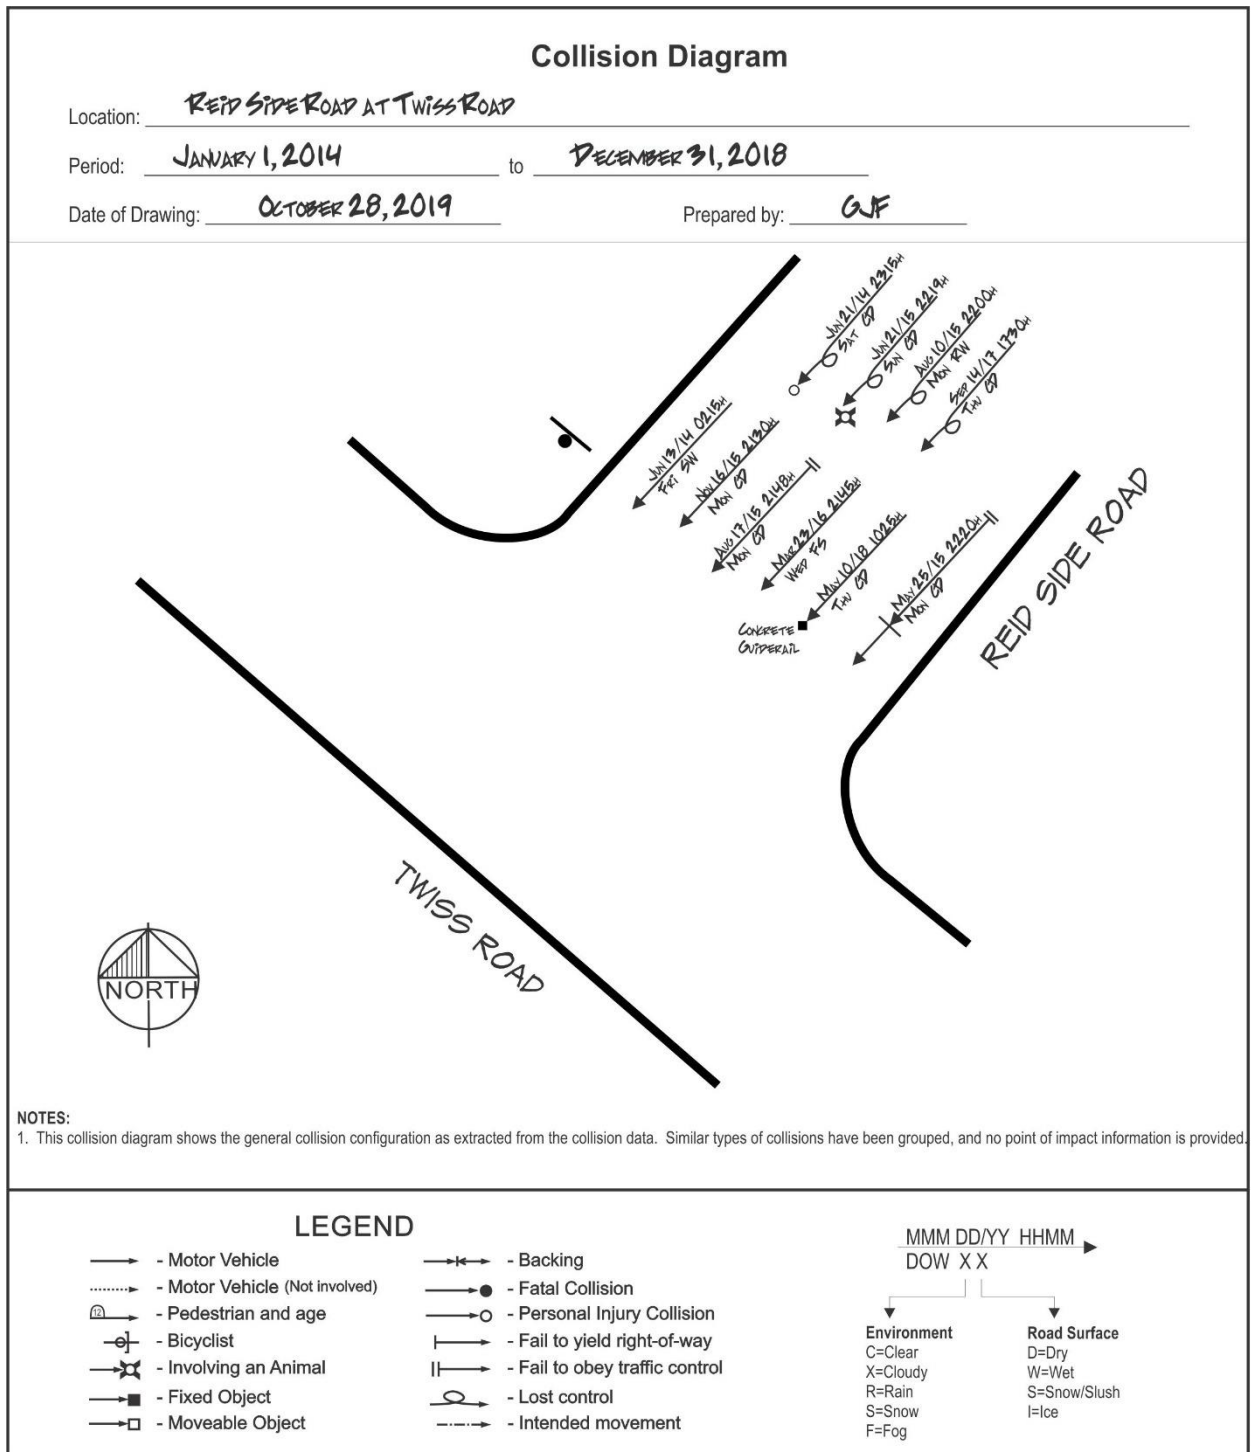 Collision Diagram
Location: REID SIDE ROAD AT TWISS ROAD
Period: JANUARY 1, 2014 to DECEMBER 31, 2018
Date of Drawing: OCTOBER 28, 2019 Prepared by: GJF
JUN 21/14 2315H
SAT CD
JUN 21/15 2219H
SUN CD
AUG 10/15 2200H
MON RW
SEP 14/17 1730H
THU CD
JUN 13/14 0215H
FRI SW
NOV 16/15 2130H
MON CD
AUG 17/15 2148H
MON CD
MAR 23/16 2145H
WED FS
MAY 10/18 1025H
THU CD
MAY 25/15 2220H
MON CD
CONCRETE
GUIDERAIL
REID SIDE ROAD
TWISS ROAD
NORTH
NOTES:
1. This collision diagram shows the general collision configuration as extracted from the collision data. Similar types of collisions have been grouped, and no point of impact information is provided.
LEGEND
- Motor Vehicle
- Motor Vehicle (Not involved)
12 - Pedestrian and age
- Bicyclist
- Involving an Animal
- Fixed Object
- Moveable Object
- Backing
- Fatal Collision
- Personal Injury Collision
- Fail to yield right-of-way
- Fail to obey traffic control
- Lost control
- Intended movement
MMM DD/YY HHMM
DOW X X
Environment
C=Clear
X=Cloudy
R=Rain
S=Snow
F=Fog
Road Surface
D=Dry
W=Wet
S=Snow/Slush
I=Ice